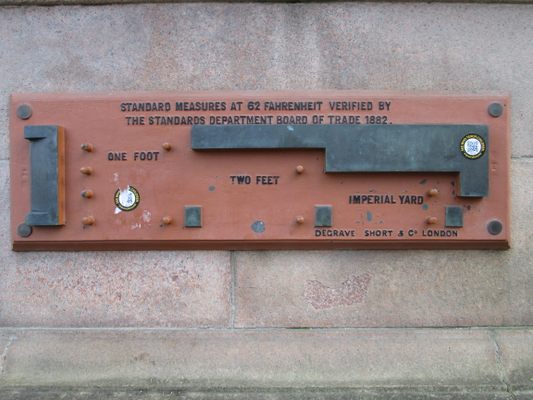 STANDARD MEASURES AT 62 FAHRENHEIT VERIFIED BY
THE STANDARDS DEPARTMENT BOARD OF TRADE 1882.
ONE FOOT
TWO FEET
IMPERIAL YARD
DEGRAVE SHORT & Cº LONDON